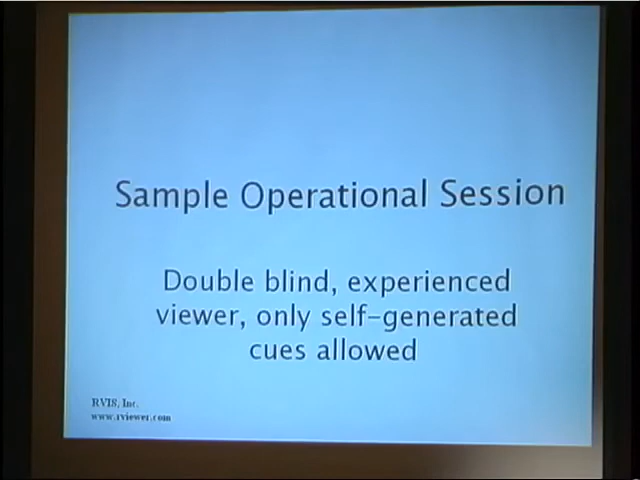 Sample Operational Session
Double blind, experienced
viewer, only self-generated
cues allowed
RVIS, Inc.
www.rviewer.com